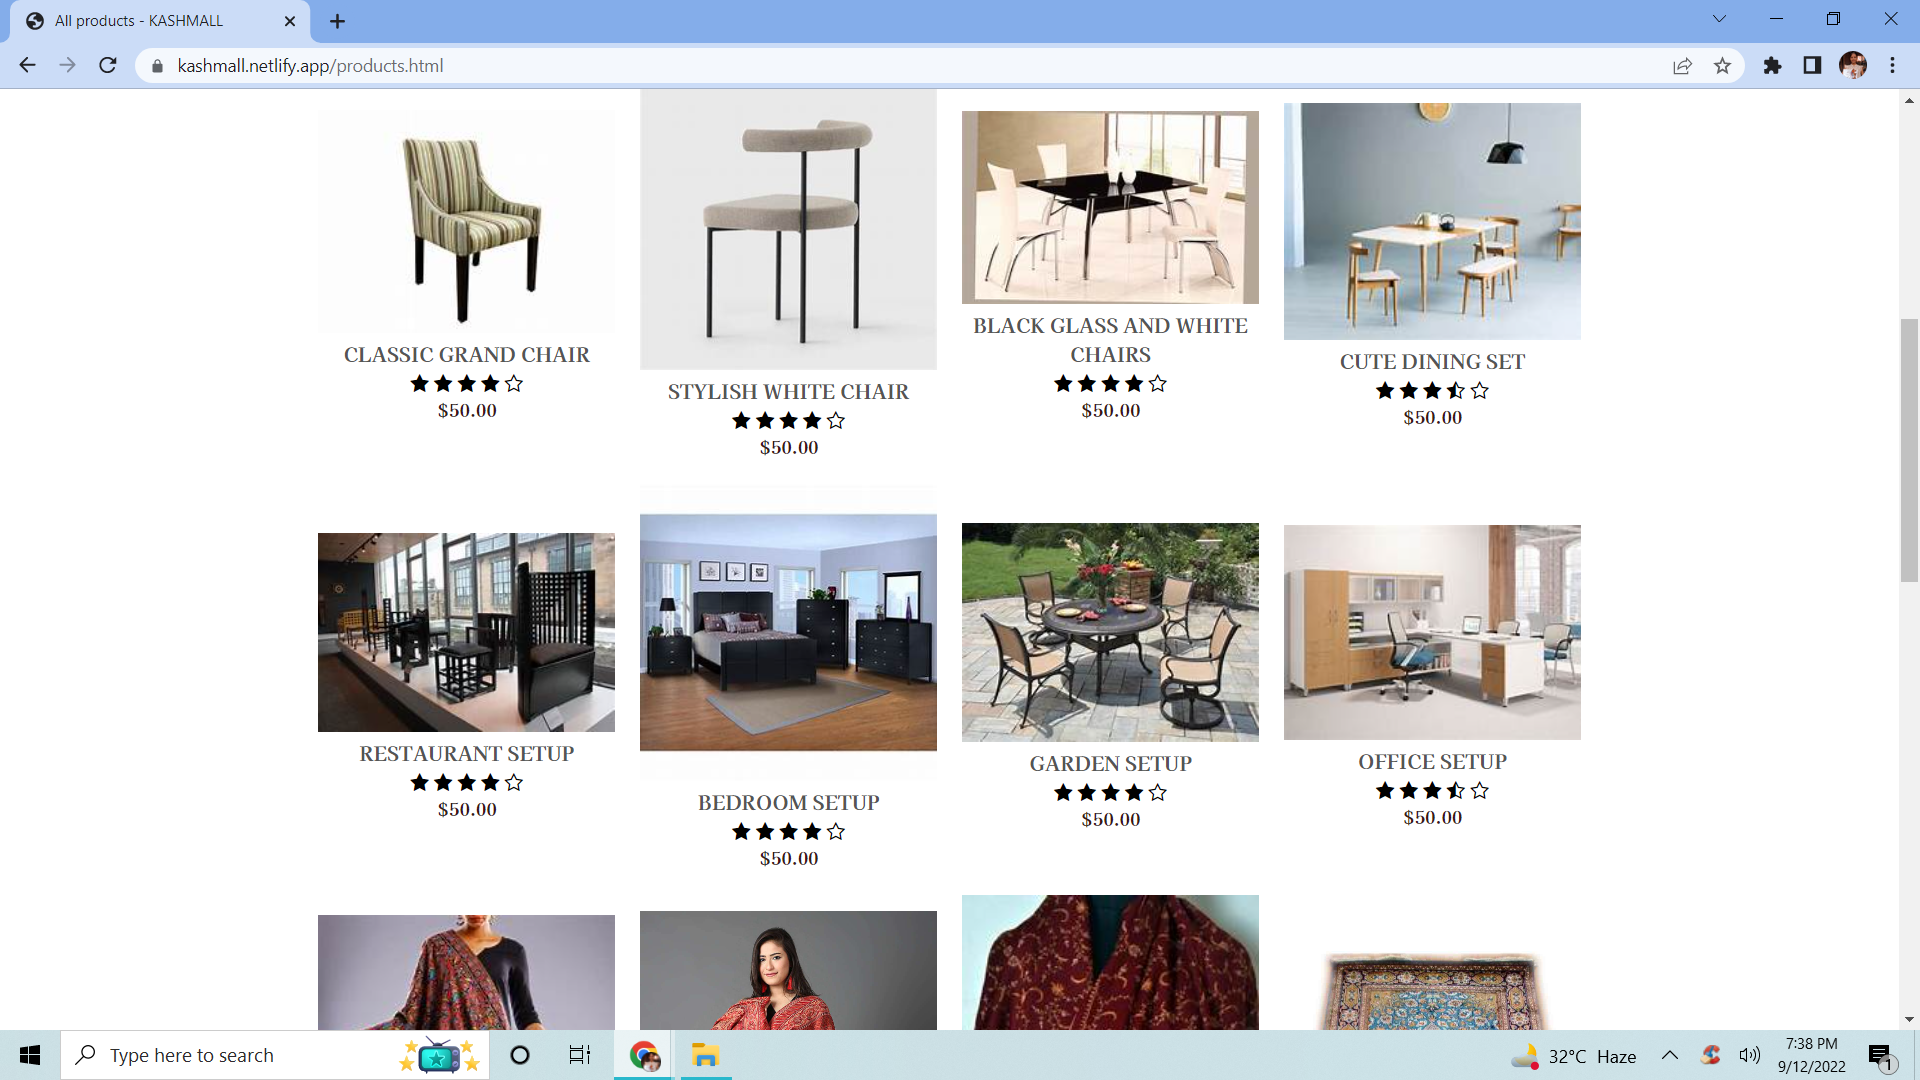 All products - KASHMALL
kashmall.netlify.app/products.html
CLASSIC GRAND CHAIR
$50.00
STYLISH WHITE CHAIR
$50.00
BLACK GLASS AND WHITE
CHAIRS
$50.00
CUTE DINING SET
$50.00
RESTAURANT SETUP
$50.00
BEDROOM SETUP
$50.00
GARDEN SETUP
$50.00
OFFICE SETUP
$50.00
Type here to search
32°C Haze
7:38 PM
9/12/2022
1